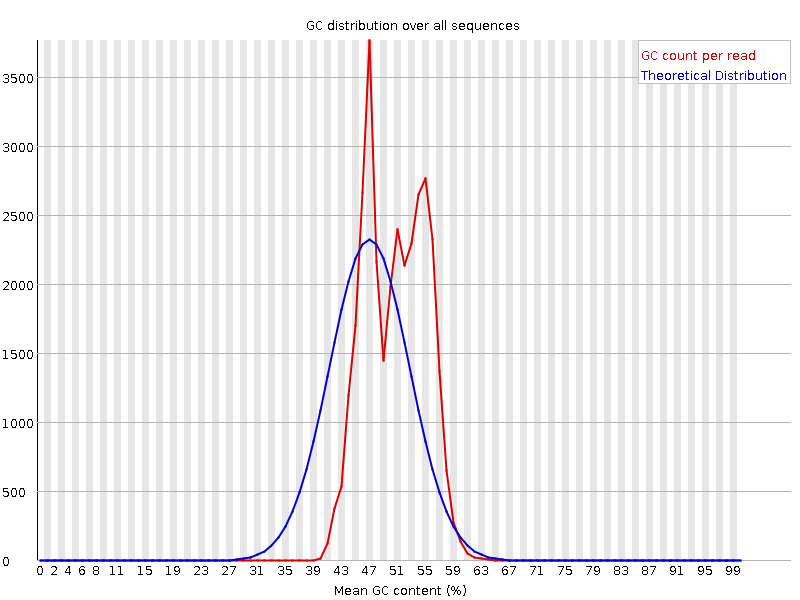 GC distribution over all sequences
GC count per read
Theoretical Distribution
3500
3000
2500
2000
1500
1000
500
0
0 2 4 6 8 11 15 19 23 27 31 35 39 43 47 51 55 59 63 67 71 75 79 83 87 91 95 99
Mean GC content (%)